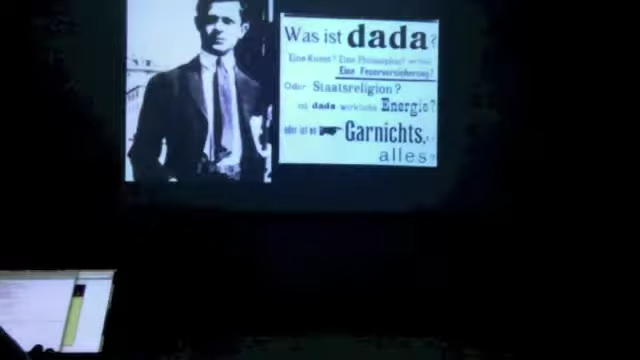 Was ist dada?
Eine Kunst? Eine Philosophie?
Eine Feuerversicherung?
Oder Staatsreligion?
ist dada wirkliche Energie?
oder ist es Garnichts,
alles?